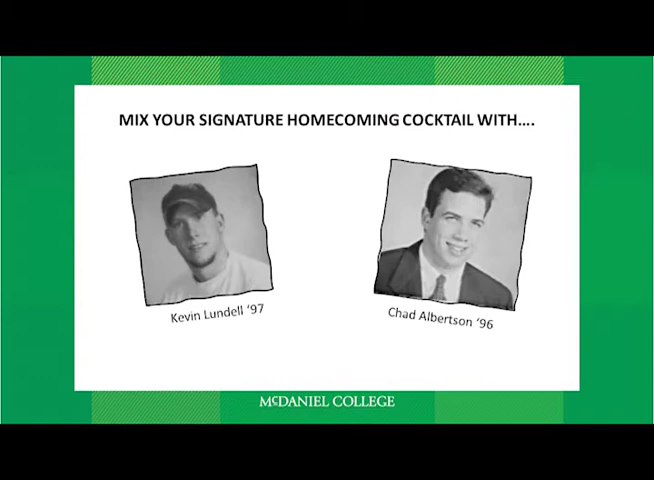 MIX YOUR SIGNATURE HOMECOMING COCKTAIL WITH....
Kevin Lundell '97
Chad Albertson '96
McDANIEL COLLEGE